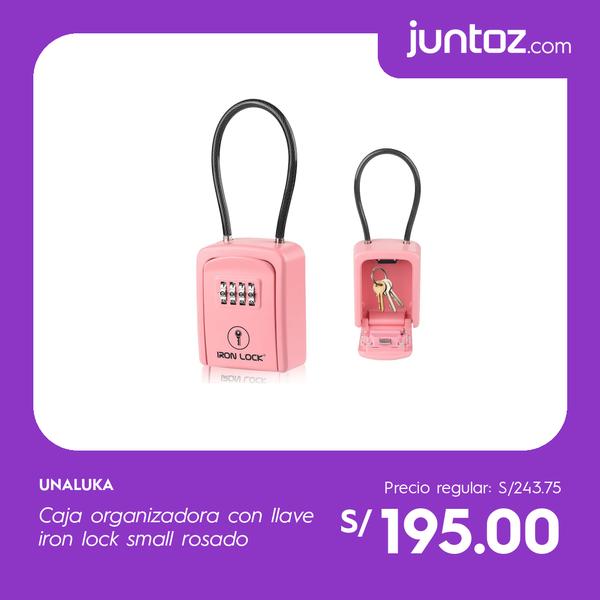 juntoz.com
IRON LOCK
UNALUKA
Caja organizadora con llave
iron lock small rosado
Precio regular: S/243.75
S/195.00